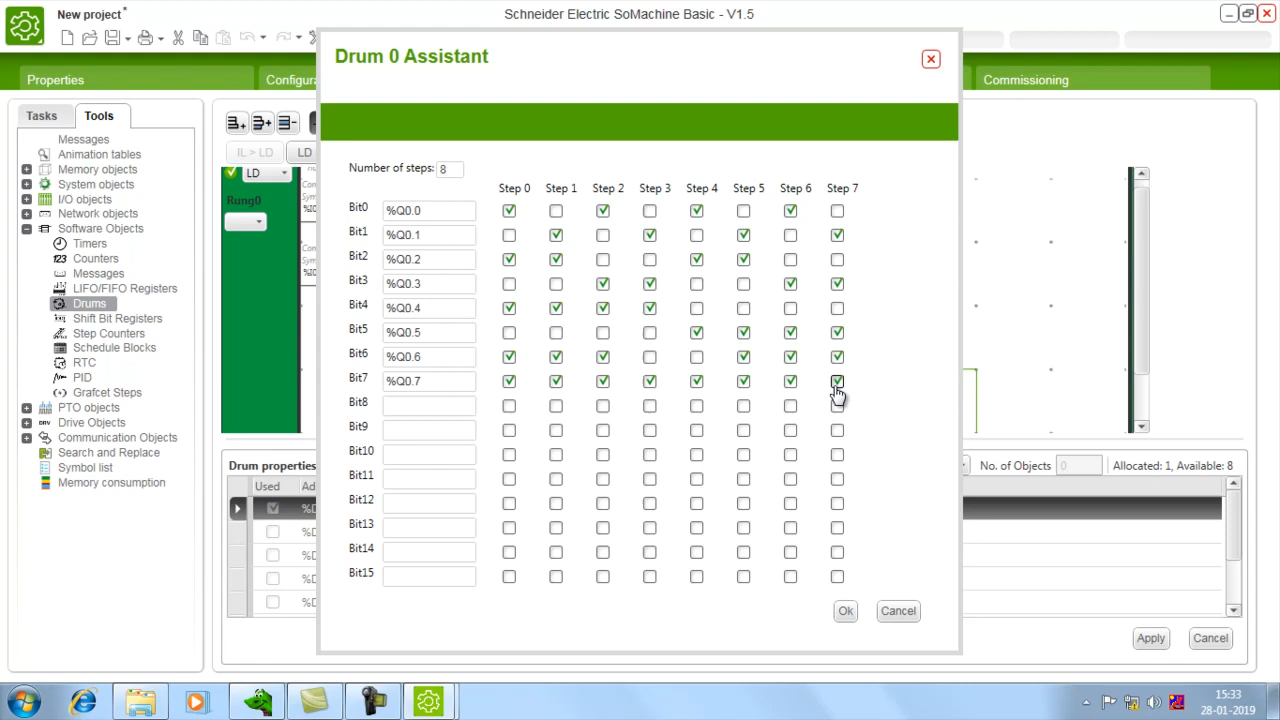 New project*
Schneider Electric SoMachine Basic - V1.5
Properties
Configura
Commissioning
Tasks
Tools
Messages
Animation tables
Memory objects
System objects
I/O objects
Network objects
Software Objects
Timers
Counters
Messages
LIFO/FIFO Registers
Drums
Shift Bit Registers
Step Counters
Schedule Blocks
RTC
PID
Grafcet Steps
PTO objects
Drive Objects
Communication Objects
Search and Replace
Symbol list
Memory consumption
IL > LD
LD
LD
Rung0
Com
Sym
%I0
Drum 0 Assistant
Number of steps: 8
Step 0 Step 1 Step 2 Step 3 Step 4 Step 5 Step 6 Step 7
Bit0 %Q0.0
Bit1 %Q0.1
Bit2 %Q0.2
Bit3 %Q0.3
Bit4 %Q0.4
Bit5 %Q0.5
Bit6 %Q0.6
Bit7 %Q0.7
Bit8
Bit9
Bit10
Bit11
Bit12
Bit13
Bit14
Bit15
Ok Cancel
Drum properties
No. of Objects 0 Allocated: 1, Available: 8
Used Ad
%D
%D
%D
%D
%D
Apply Cancel
15:33
28-01-2019